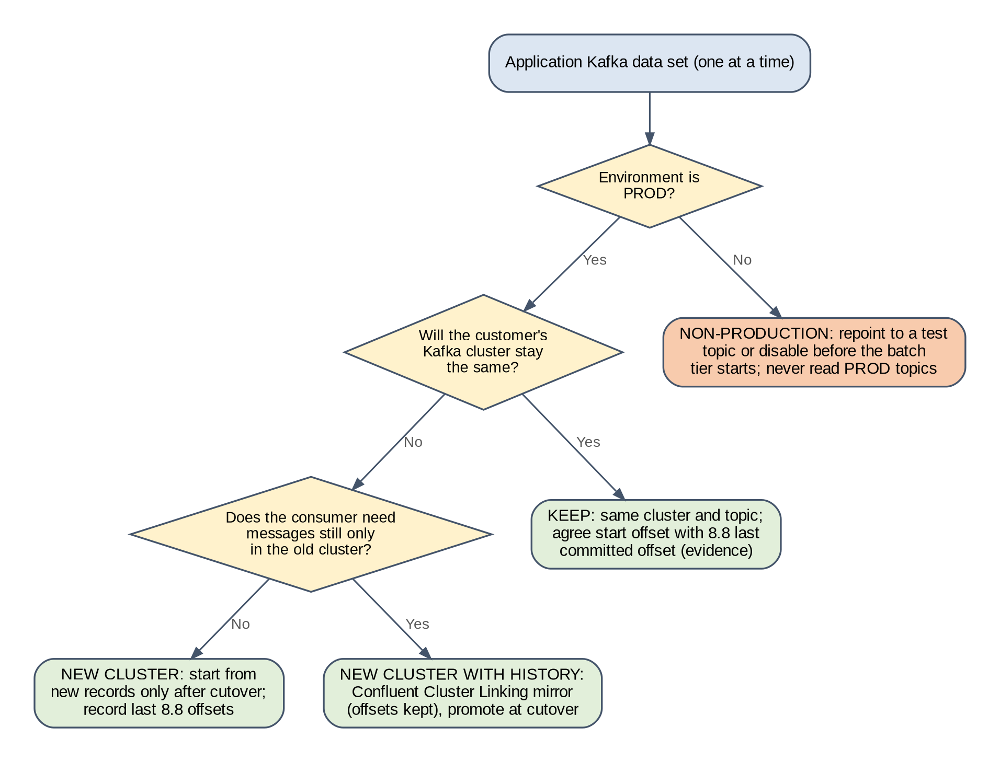 Application Kafka data set (one at a time)
Environment is
PROD?
Yes
No
Will the customer's
Kafka cluster stay
the same?
NON-PRODUCTION: repoint to a test
topic or disable before the batch
tier starts; never read PROD topics
No
Yes
Does the consumer need
messages still only
in the old cluster?
KEEP: same cluster and topic;
agree start offset with 8.8 last
committed offset (evidence)
No
Yes
NEW CLUSTER: start from
new records only after cutover;
record last 8.8 offsets
NEW CLUSTER WITH HISTORY:
Confluent Cluster Linking mirror
(offsets kept), promote at cutover